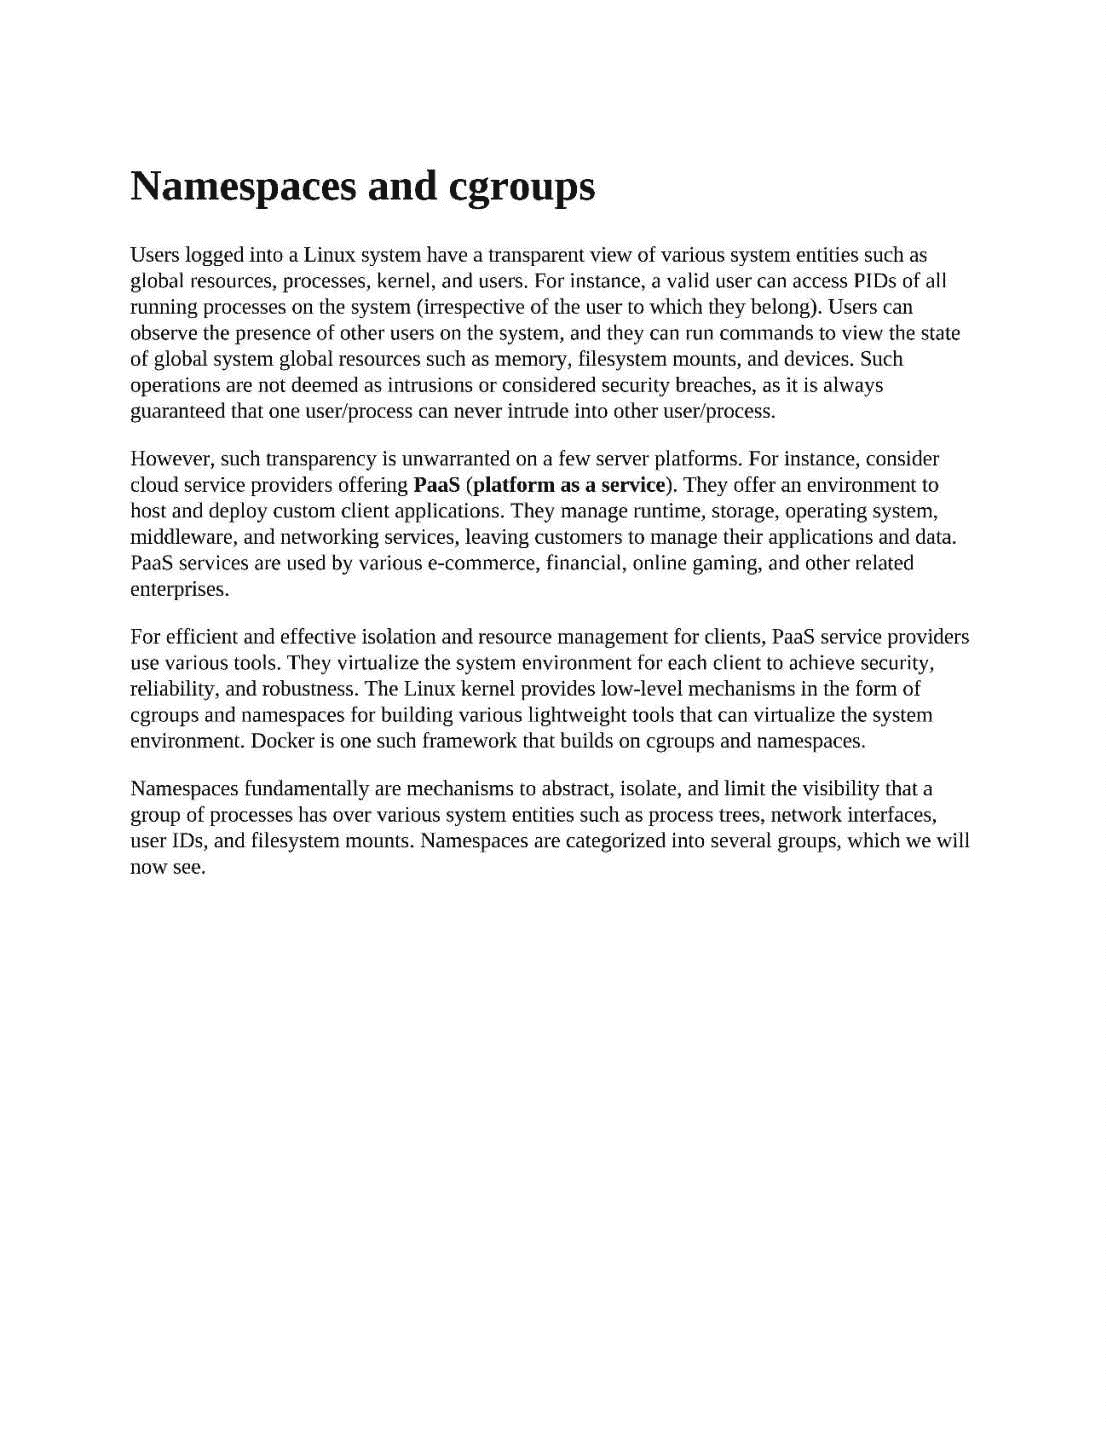 Namespaces and cgroups
Users logged into a Linux system have a transparent view of various system entities such as
global resources, processes, kernel, and users. For instance, a valid user can access PIDs of all
running processes on the system (irrespective of the user to which they belong). Users can
observe the presence of other users on the system, and they can run commands to view the state
of global system global resources such as memory, filesystem mounts, and devices. Such
operations are not deemed as intrusions or considered security breaches, as it is always
guaranteed that one user/process can never intrude into other user/process.
However, such transparency is unwarranted on a few server platforms. For instance, consider
cloud service providers offering PaaS (platform as a service). They offer an environment to
host and deploy custom client applications. They manage runtime, storage, operating system,
middleware, and networking services, leaving customers to manage their applications and data.
PaaS services are used by various e-commerce, financial, online gaming, and other related
enterprises.
For efficient and effective isolation and resource management for clients, PaaS service providers
use various tools. They virtualize the system environment for each client to achieve security,
reliability, and robustness. The Linux kernel provides low-level mechanisms in the form of
cgroups and namespaces for building various lightweight tools that can virtualize the system
environment. Docker is one such framework that builds on cgroups and namespaces.
Namespaces fundamentally are mechanisms to abstract, isolate, and limit the visibility that a
group of processes has over various system entities such as process trees, network interfaces,
user IDs, and filesystem mounts. Namespaces are categorized into several groups, which we will
now see.